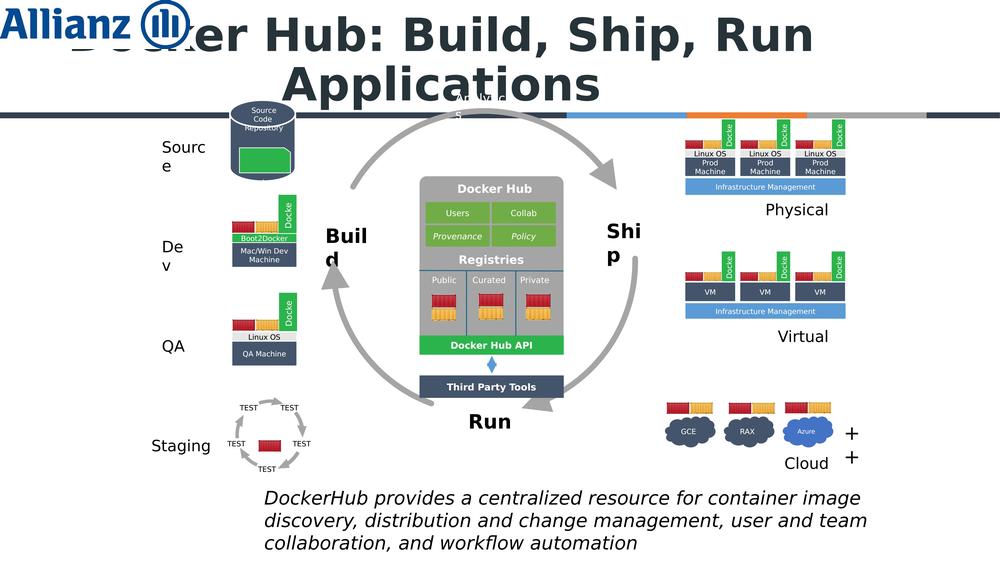 Allianz
Docker Hub: Build, Ship, Run
Applications
Analytic
s
Source
Code
Repository
Sourc
e
Docke
Boot2Docker
Mac/Win Dev
Machine
De
v
Docke
Linux OS
QA Machine
QA
TEST
TEST
TEST
TEST
TEST
Staging
Buil
d
Docker Hub
Users
Collab
Provenance
Policy
Registries
Public
Curated
Private
Docker Hub API
Third Party Tools
Run
Shi
p
Docke
Docke
Docke
Linux OS
Linux OS
Linux OS
Prod
Machine
Prod
Machine
Prod
Machine
Infrastructure Management
Physical
Docke
Docke
Docke
VM
VM
VM
Infrastructure Management
Virtual
GCE
RAX
Azure
+
+
Cloud
DockerHub provides a centralized resource for container image
discovery, distribution and change management, user and team
collaboration, and workflow automation